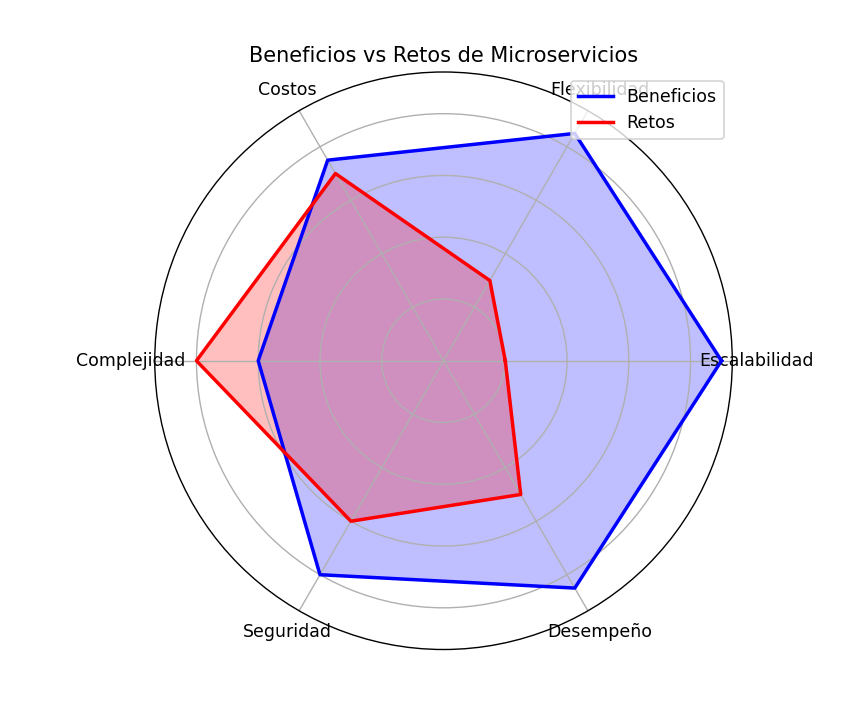 Beneficios vs Retos de Microservicios
Costos
Flexibilidad
Beneficios
Retos
Complejidad
Escalabilidad
Seguridad
Desempeño